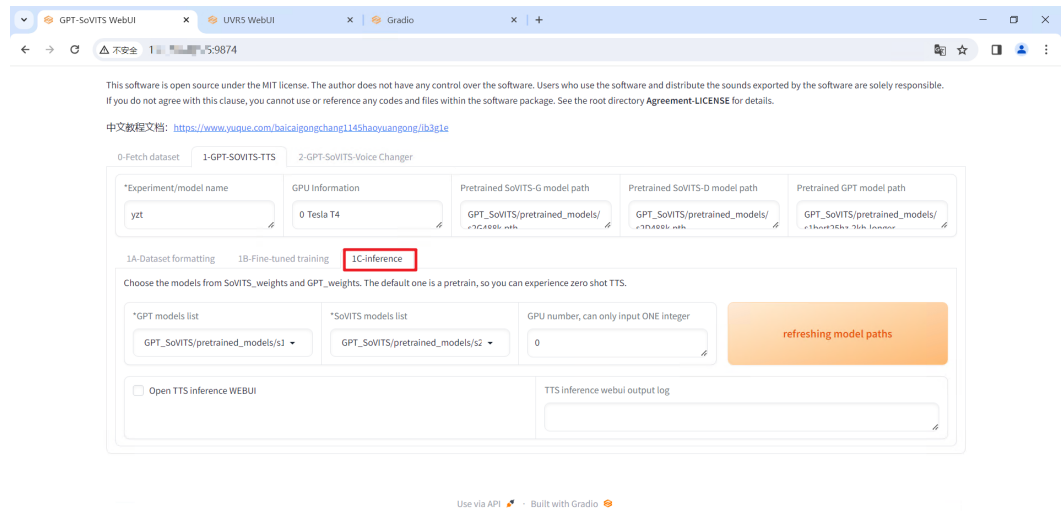 GPT-SoVITS WebUI
UVR5 WebUI
Gradio
不安全
5:9874
This software is open source under the MIT license. The author does not have any control over the software. Users who use the software and distribute the sounds exported by the software are solely responsible.
If you do not agree with this clause, you cannot use or reference any codes and files within the software package. See the root directory Agreement-LICENSE for details.
中文教程文档: https://www.yuque.com/baicaigongchang1145haoyuangong/ib3g1e
0-Fetch dataset 1-GPT-SOVITS-TTS 2-GPT-SoVITS-Voice Changer
*Experiment/model name GPU Information Pretrained SoVITS-G model path Pretrained SoVITS-D model path Pretrained GPT model path
yzt 0 Tesla T4 GPT_SoVITS/pretrained_models/ GPT_SoVITS/pretrained_models/ GPT_SoVITS/pretrained_models/
s2G488k.pth s2D488k.pth
1A-Dataset formatting 1B-Fine-tuned training 1C-inference
Choose the models from SoVITS_weights and GPT_weights. The default one is a pretrain, so you can experience zero shot TTS.
*GPT models list *SoVITS models list GPU number, can only input ONE integer
GPT_SoVITS/pretrained_models/s1 GPT_SoVITS/pretrained_models/s2 0 refreshing model paths
Open TTS inference WEBUI TTS inference webui output log
Use via API · Built with Gradio